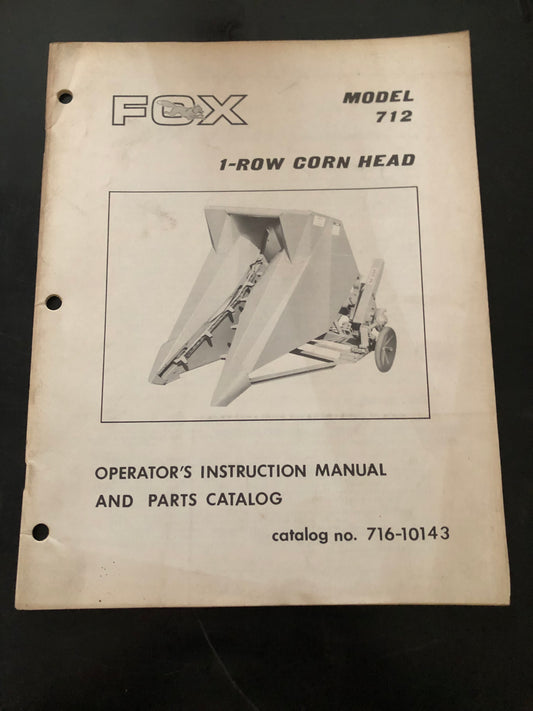 FOX
MODEL
712
1-ROW CORN HEAD
OPERATOR'S INSTRUCTION MANUAL
AND PARTS CATALOG
catalog no. 716-10143